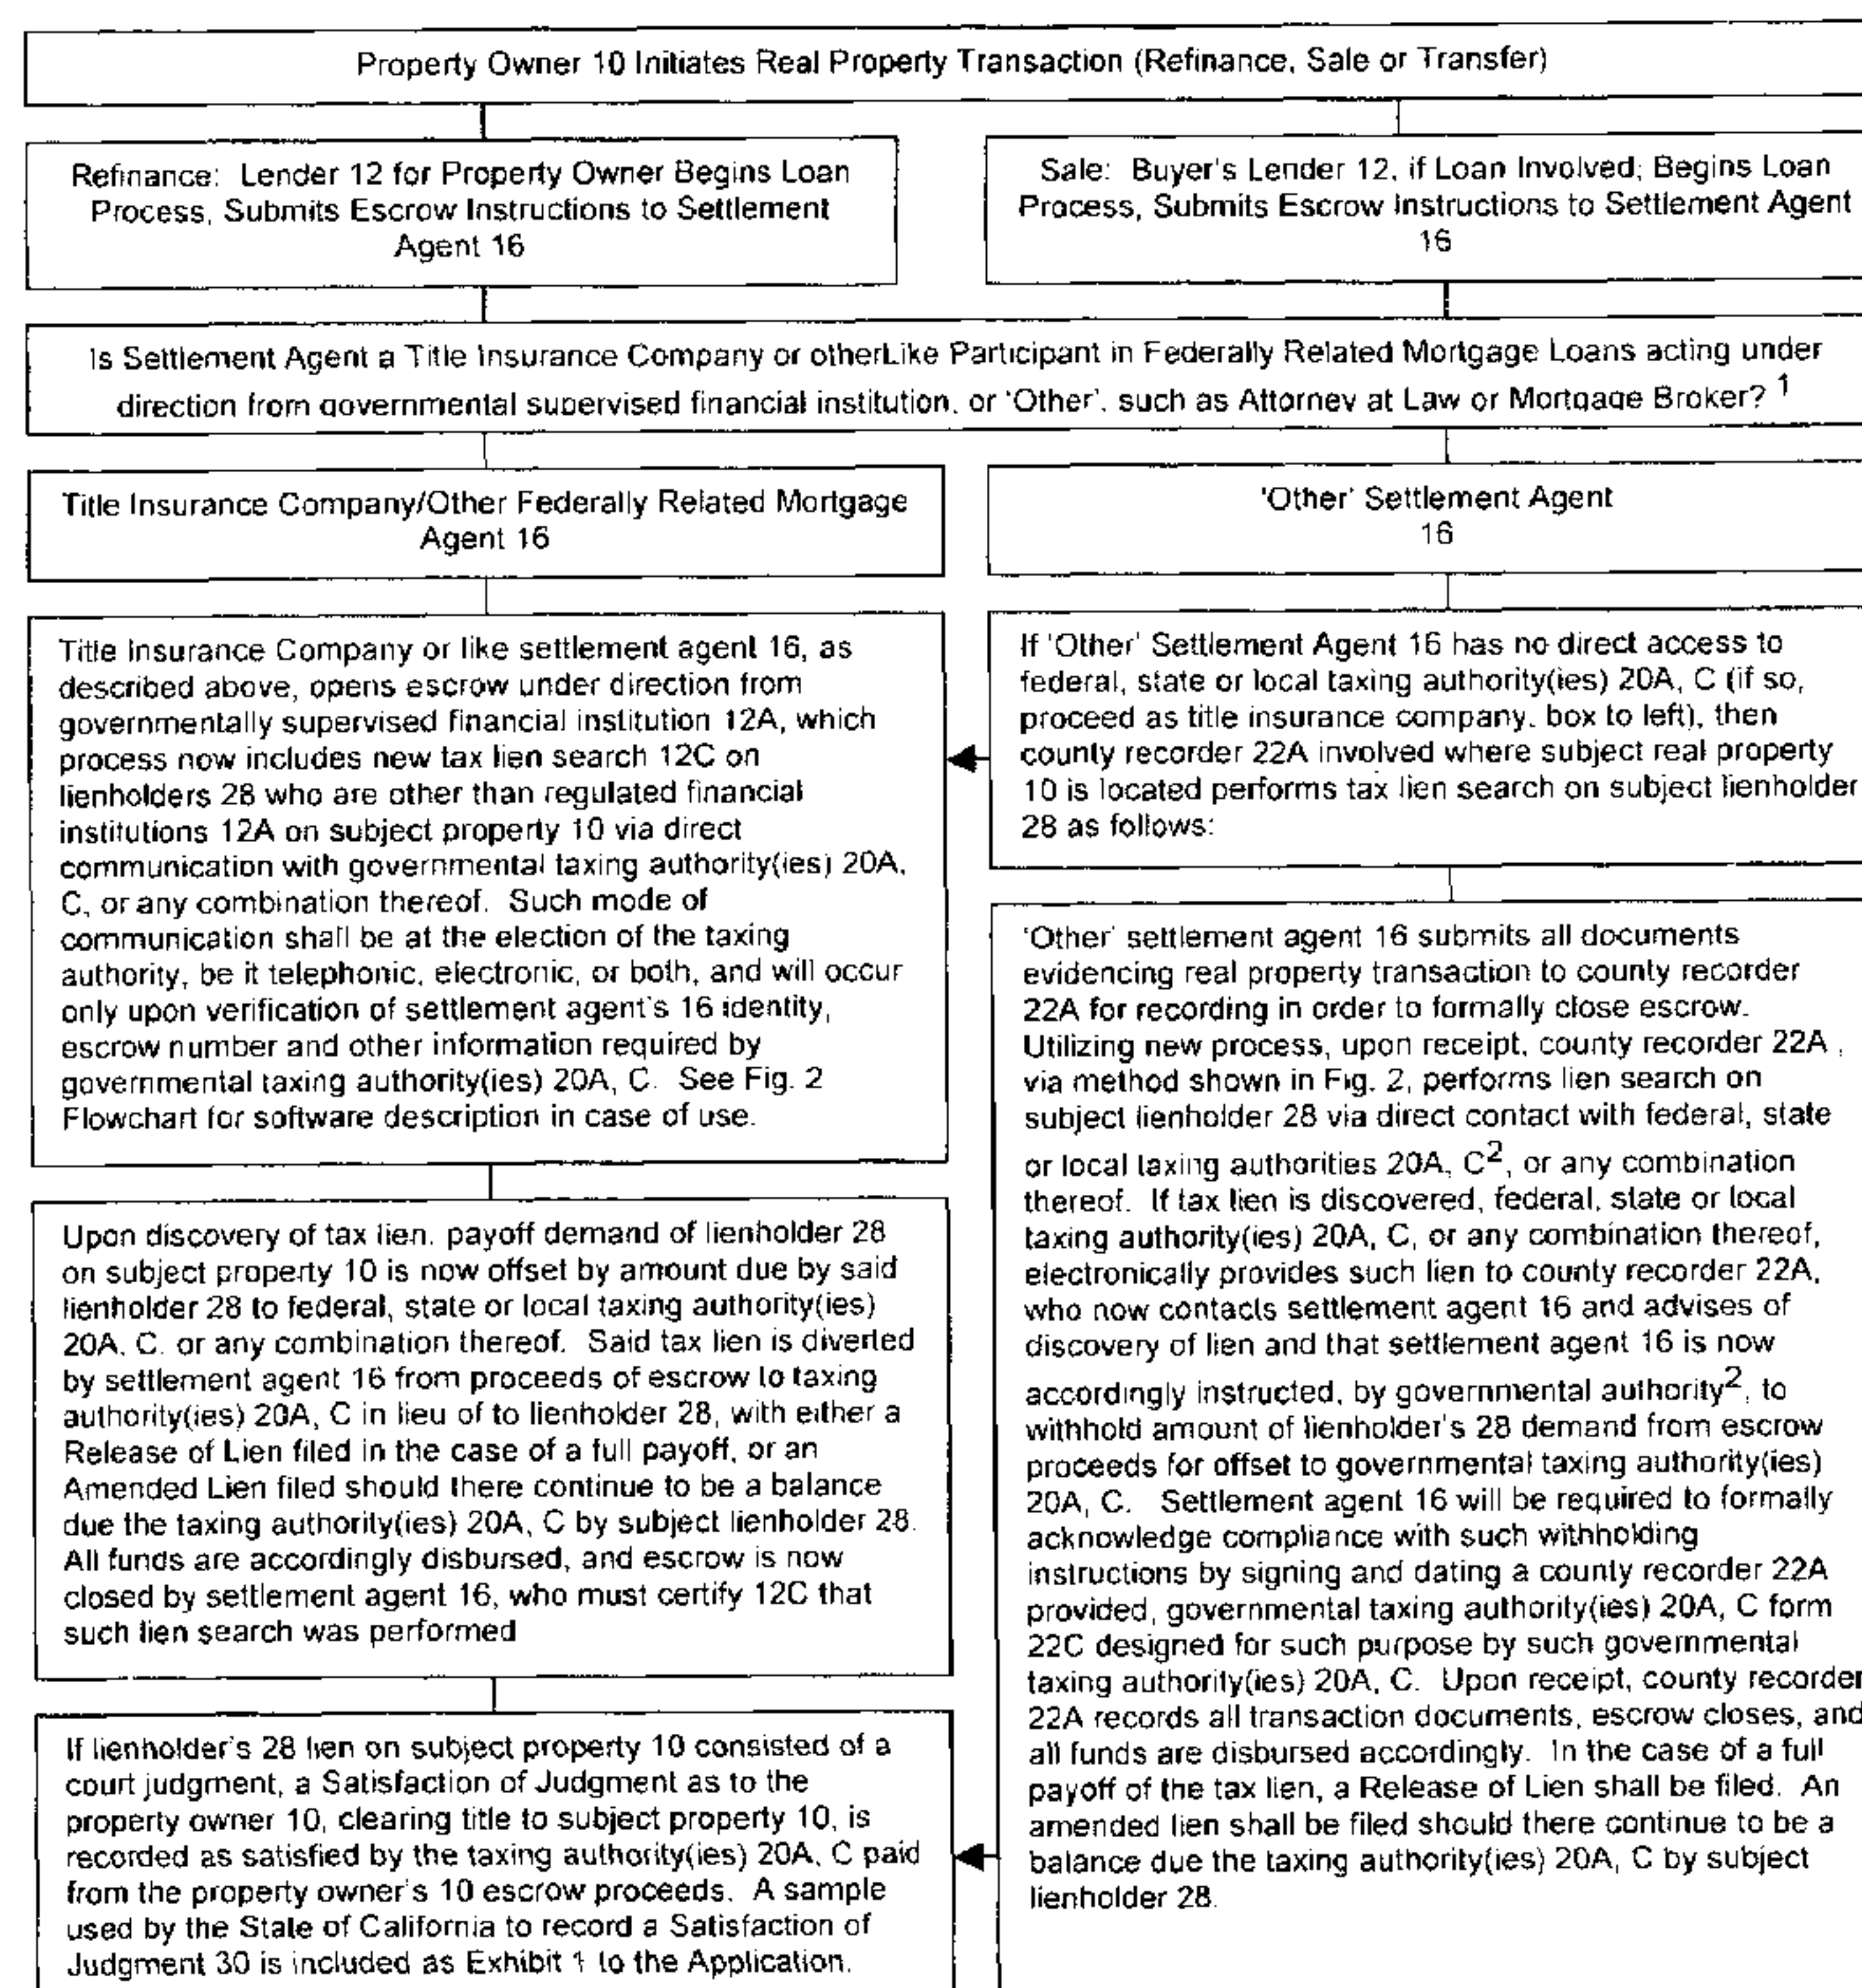 Property Owner 10 Initiates Real Property Transaction (Refinance, Sale or Transfer)
Refinance: Lender 12 for Property Owner Begins Loan
Process, Submits Escrow Instructions to Settlement
Agent 16
Sale: Buyer's Lender 12, if Loan Involved; Begins Loan
Process, Submits Escrow Instructions to Settlement Agent
16
Is Settlement Agent a Title Insurance Company or otherLike Participant in Federally Related Mortgage Loans acting under
direction from governmental supervised financial institution, or 'Other', such as Attorney at Law or Mortgage Broker? 1
Title Insurance Company/Other Federally Related Mortgage
Agent 16
'Other' Settlement Agent
16
Title Insurance Company or like settlement agent 16, as
described above, opens escrow under direction from
governmentally supervised financial institution 12A, which
process now includes new tax lien search 12C on
lienholders 28 who are other than regulated financial
institutions 12A on subject property 10 via direct
communication with governmental taxing authority(ies) 20A,
C, or any combination thereof. Such mode of
communication shall be at the election of the taxing
authority, be it telephonic, electronic, or both, and will occur
only upon verification of settlement agent's 16 identity,
escrow number and other information required by
governmental taxing authority(ies) 20A, C. See Fig. 2
Flowchart for software description in case of use.
If 'Other' Settlement Agent 16 has no direct access to
federal, state or local taxing authority(ies) 20A, C (if so,
proceed as title insurance company, box to left), then
county recorder 22A involved where subject real property
10 is located performs tax lien search on subject lienholder
28 as follows:
Upon discovery of tax lien, payoff demand of lienholder 28
on subject property 10 is now offset by amount due by said
lienholder 28 to federal, state or local taxing authority(ies)
20A, C, or any combination thereof. Said tax lien is diverted
by settlement agent 16 from proceeds of escrow to taxing
authority(ies) 20A, C in lieu of to lienholder 28, with either a
Release of Lien filed in the case of a full payoff, or an
Amended Lien filed should there continue to be a balance
due the taxing authority(ies) 20A, C by subject lienholder 28.
All funds are accordingly disbursed, and escrow is now
closed by settlement agent 16, who must certify 12C that
such lien search was performed
'Other' settlement agent 16 submits all documents
evidencing real property transaction to county recorder
22A for recording in order to formally close escrow.
Utilizing new process, upon receipt, county recorder 22A ,
via method shown in Fig. 2, performs lien search on
subject lienholder 28 via direct contact with federal, state
or local taxing authorities 20A, C2, or any combination
thereof. If tax lien is discovered, federal, state or local
taxing authority(ies) 20A, C, or any combination thereof,
electronically provides such lien to county recorder 22A,
who now contacts settlement agent 16 and advises of
discovery of lien and that settlement agent 16 is now
accordingly instructed, by governmental authority2, to
withhold amount of lienholder's 28 demand from escrow
proceeds for offset to governmental taxing authority(ies)
20A, C. Settlement agent 16 will be required to formally
acknowledge compliance with such withholding
instructions by signing and dating a county recorder 22A
provided, governmental taxing authority(ies) 20A, C form
22C designed for such purpose by such governmental
taxing authority(ies) 20A, C. Upon receipt, county recorder
22A records all transaction documents, escrow closes, and
all funds are disbursed accordingly. In the case of a full
payoff of the tax lien, a Release of Lien shall be filed. An
amended lien shall be filed should there continue to be a
balance due the taxing authority(ies) 20A, C by subject
lienholder 28.
If lienholder's 28 lien on subject property 10 consisted of a
court judgment, a Satisfaction of Judgment as to the
property owner 10, clearing title to subject property 10, is
recorded as satisfied by the taxing authority(ies) 20A, C paid
from the property owner's 10 escrow proceeds. A sample
used by the State of California to record a Satisfaction of
Judgment 30 is included as Exhibit 1 to the Application.